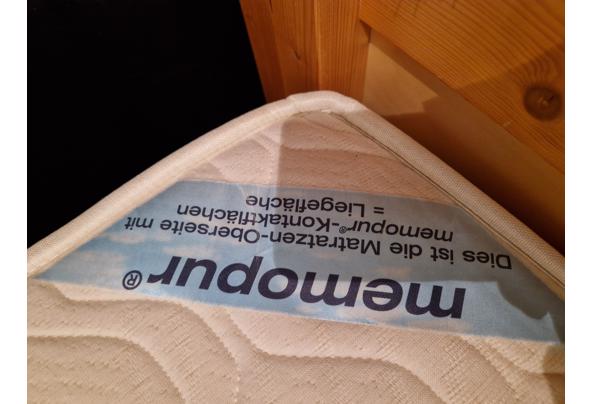 memopur®
Dies ist die Matratzen-Oberseite mit
memopur®-Kontaktflächen
= Liegefläche